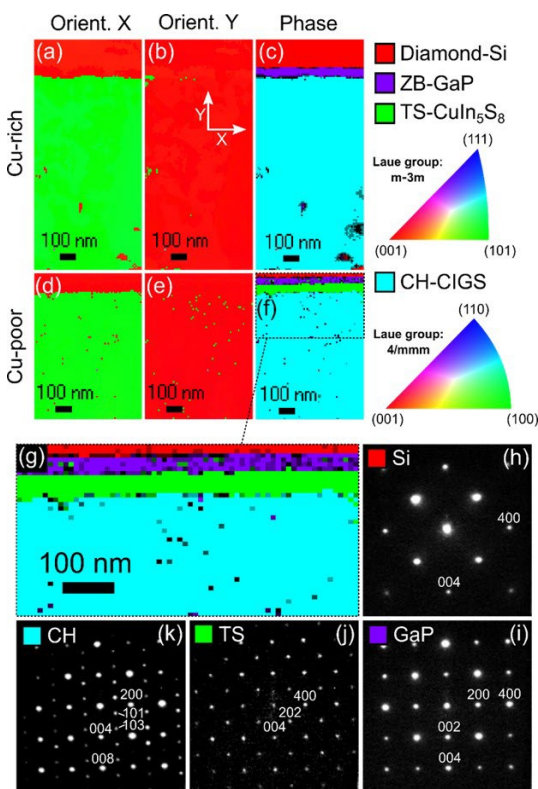 Orient. X Orient. Y Phase
Cu-rich
(a) (b) (c)
Y
X
100 nm 100 nm 100 nm
Diamond-Si
ZB-GaP
TS-CuIn₅S₈
(111)
Laue group:
m-3m
(001) (101)
Cu-poor
(d) (e) (f)
100 nm 100 nm 100 nm
CH-CIGS
(110)
Laue group:
4/mmm
(001) (100)
(g)
100 nm
Si (h)
400
004
CH (k)
200
101
004
103
008
TS (j)
400
202
004
GaP (i)
200 400
002
004